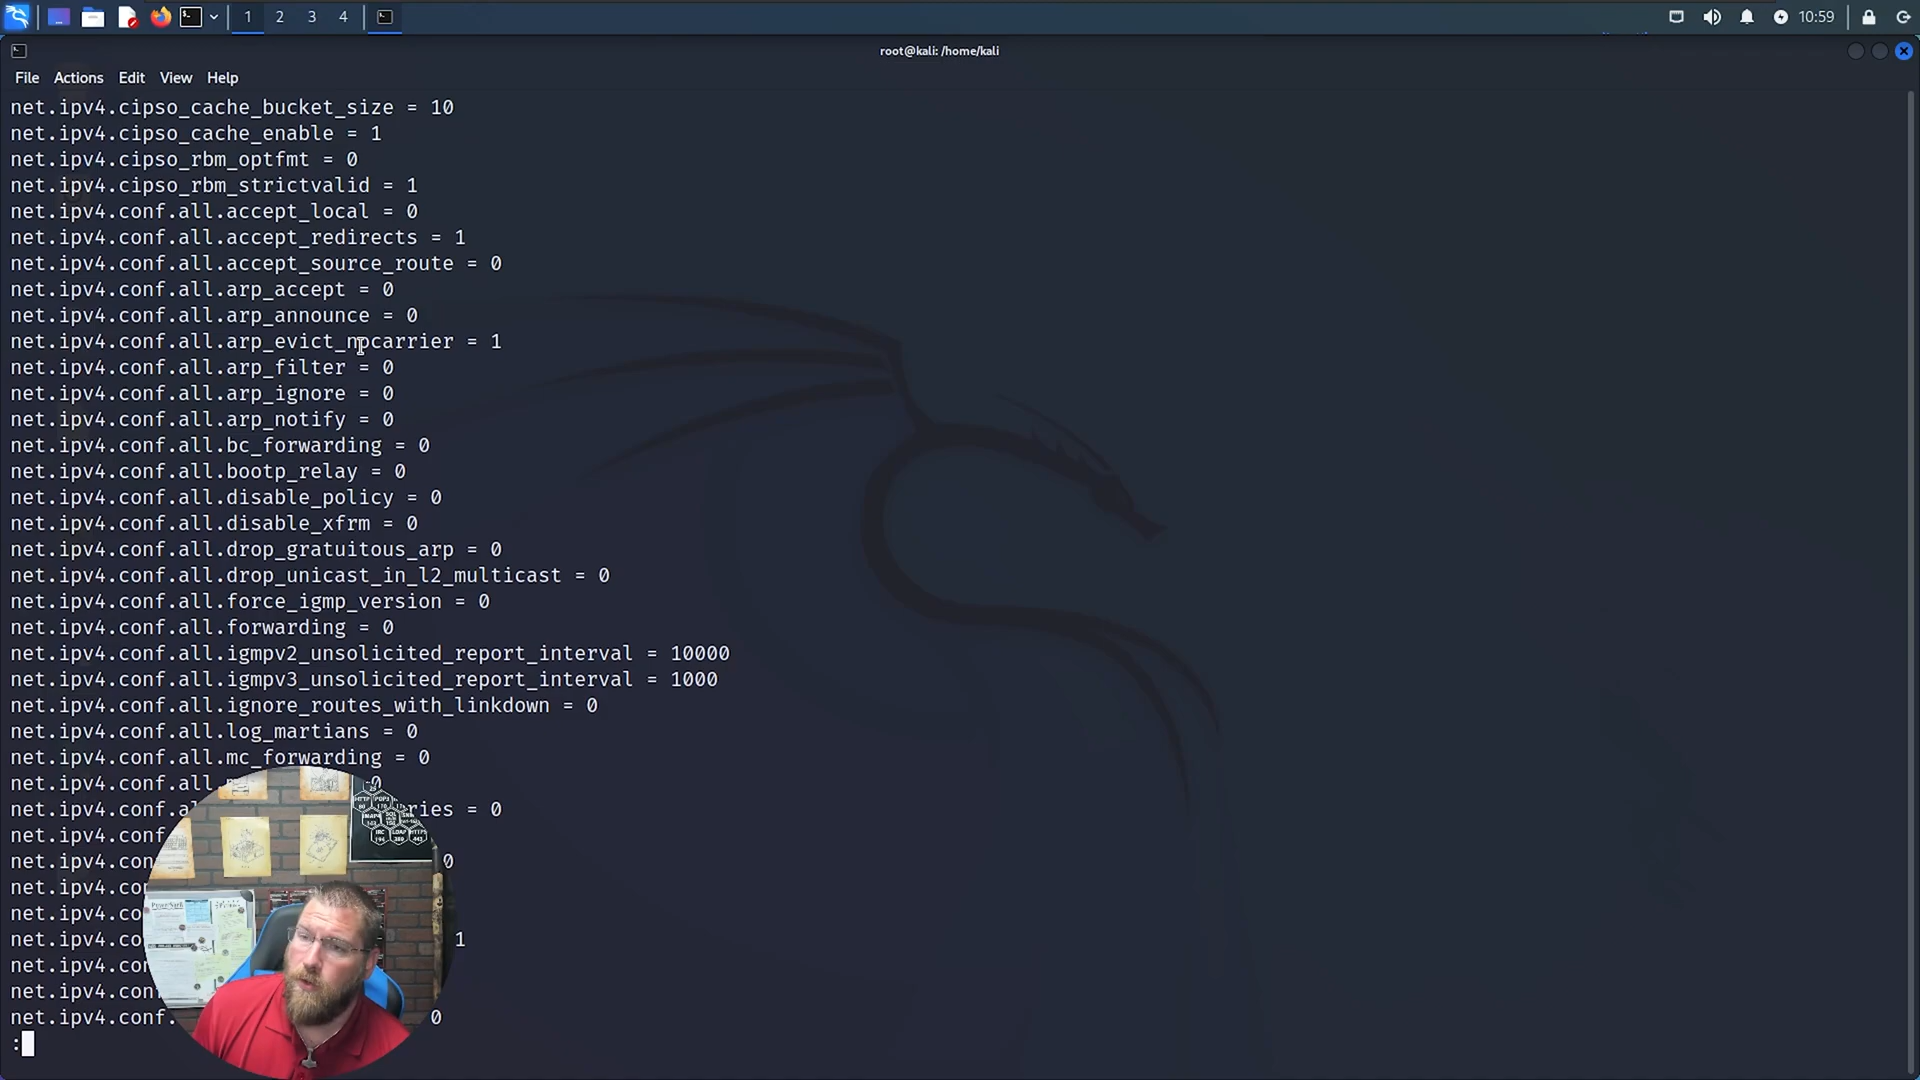 1 2 3 4 10:59
root@kali: /home/kali
File Actions Edit View Help
net.ipv4.cipso_cache_bucket_size = 10
net.ipv4.cipso_cache_enable = 1
net.ipv4.cipso_rbm_optfmt = 0
net.ipv4.cipso_rbm_strictvalid = 1
net.ipv4.conf.all.accept_local = 0
net.ipv4.conf.all.accept_redirects = 1
net.ipv4.conf.all.accept_source_route = 0
net.ipv4.conf.all.arp_accept = 0
net.ipv4.conf.all.arp_announce = 0
net.ipv4.conf.all.arp_evict_nocarrier = 1
net.ipv4.conf.all.arp_filter = 0
net.ipv4.conf.all.arp_ignore = 0
net.ipv4.conf.all.arp_notify = 0
net.ipv4.conf.all.bc_forwarding = 0
net.ipv4.conf.all.bootp_relay = 0
net.ipv4.conf.all.disable_policy = 0
net.ipv4.conf.all.disable_xfrm = 0
net.ipv4.conf.all.drop_gratuitous_arp = 0
net.ipv4.conf.all.drop_unicast_in_l2_multicast = 0
net.ipv4.conf.all.force_igmp_version = 0
net.ipv4.conf.all.forwarding = 0
net.ipv4.conf.all.igmpv2_unsolicited_report_interval = 10000
net.ipv4.conf.all.igmpv3_unsolicited_report_interval = 1000
net.ipv4.conf.all.ignore_routes_with_linkdown = 0
net.ipv4.conf.all.log_martians = 0
net.ipv4.conf.all.mc_forwarding = 0
net.ipv4.conf.all. 0
net.ipv4.conf.a ries = 0
net.ipv4.conf.
net.ipv4.con 0
net.ipv4.co
net.ipv4.co
net.ipv4.co 1
net.ipv4.con
net.ipv4.con
net.ipv4.conf. 0
: